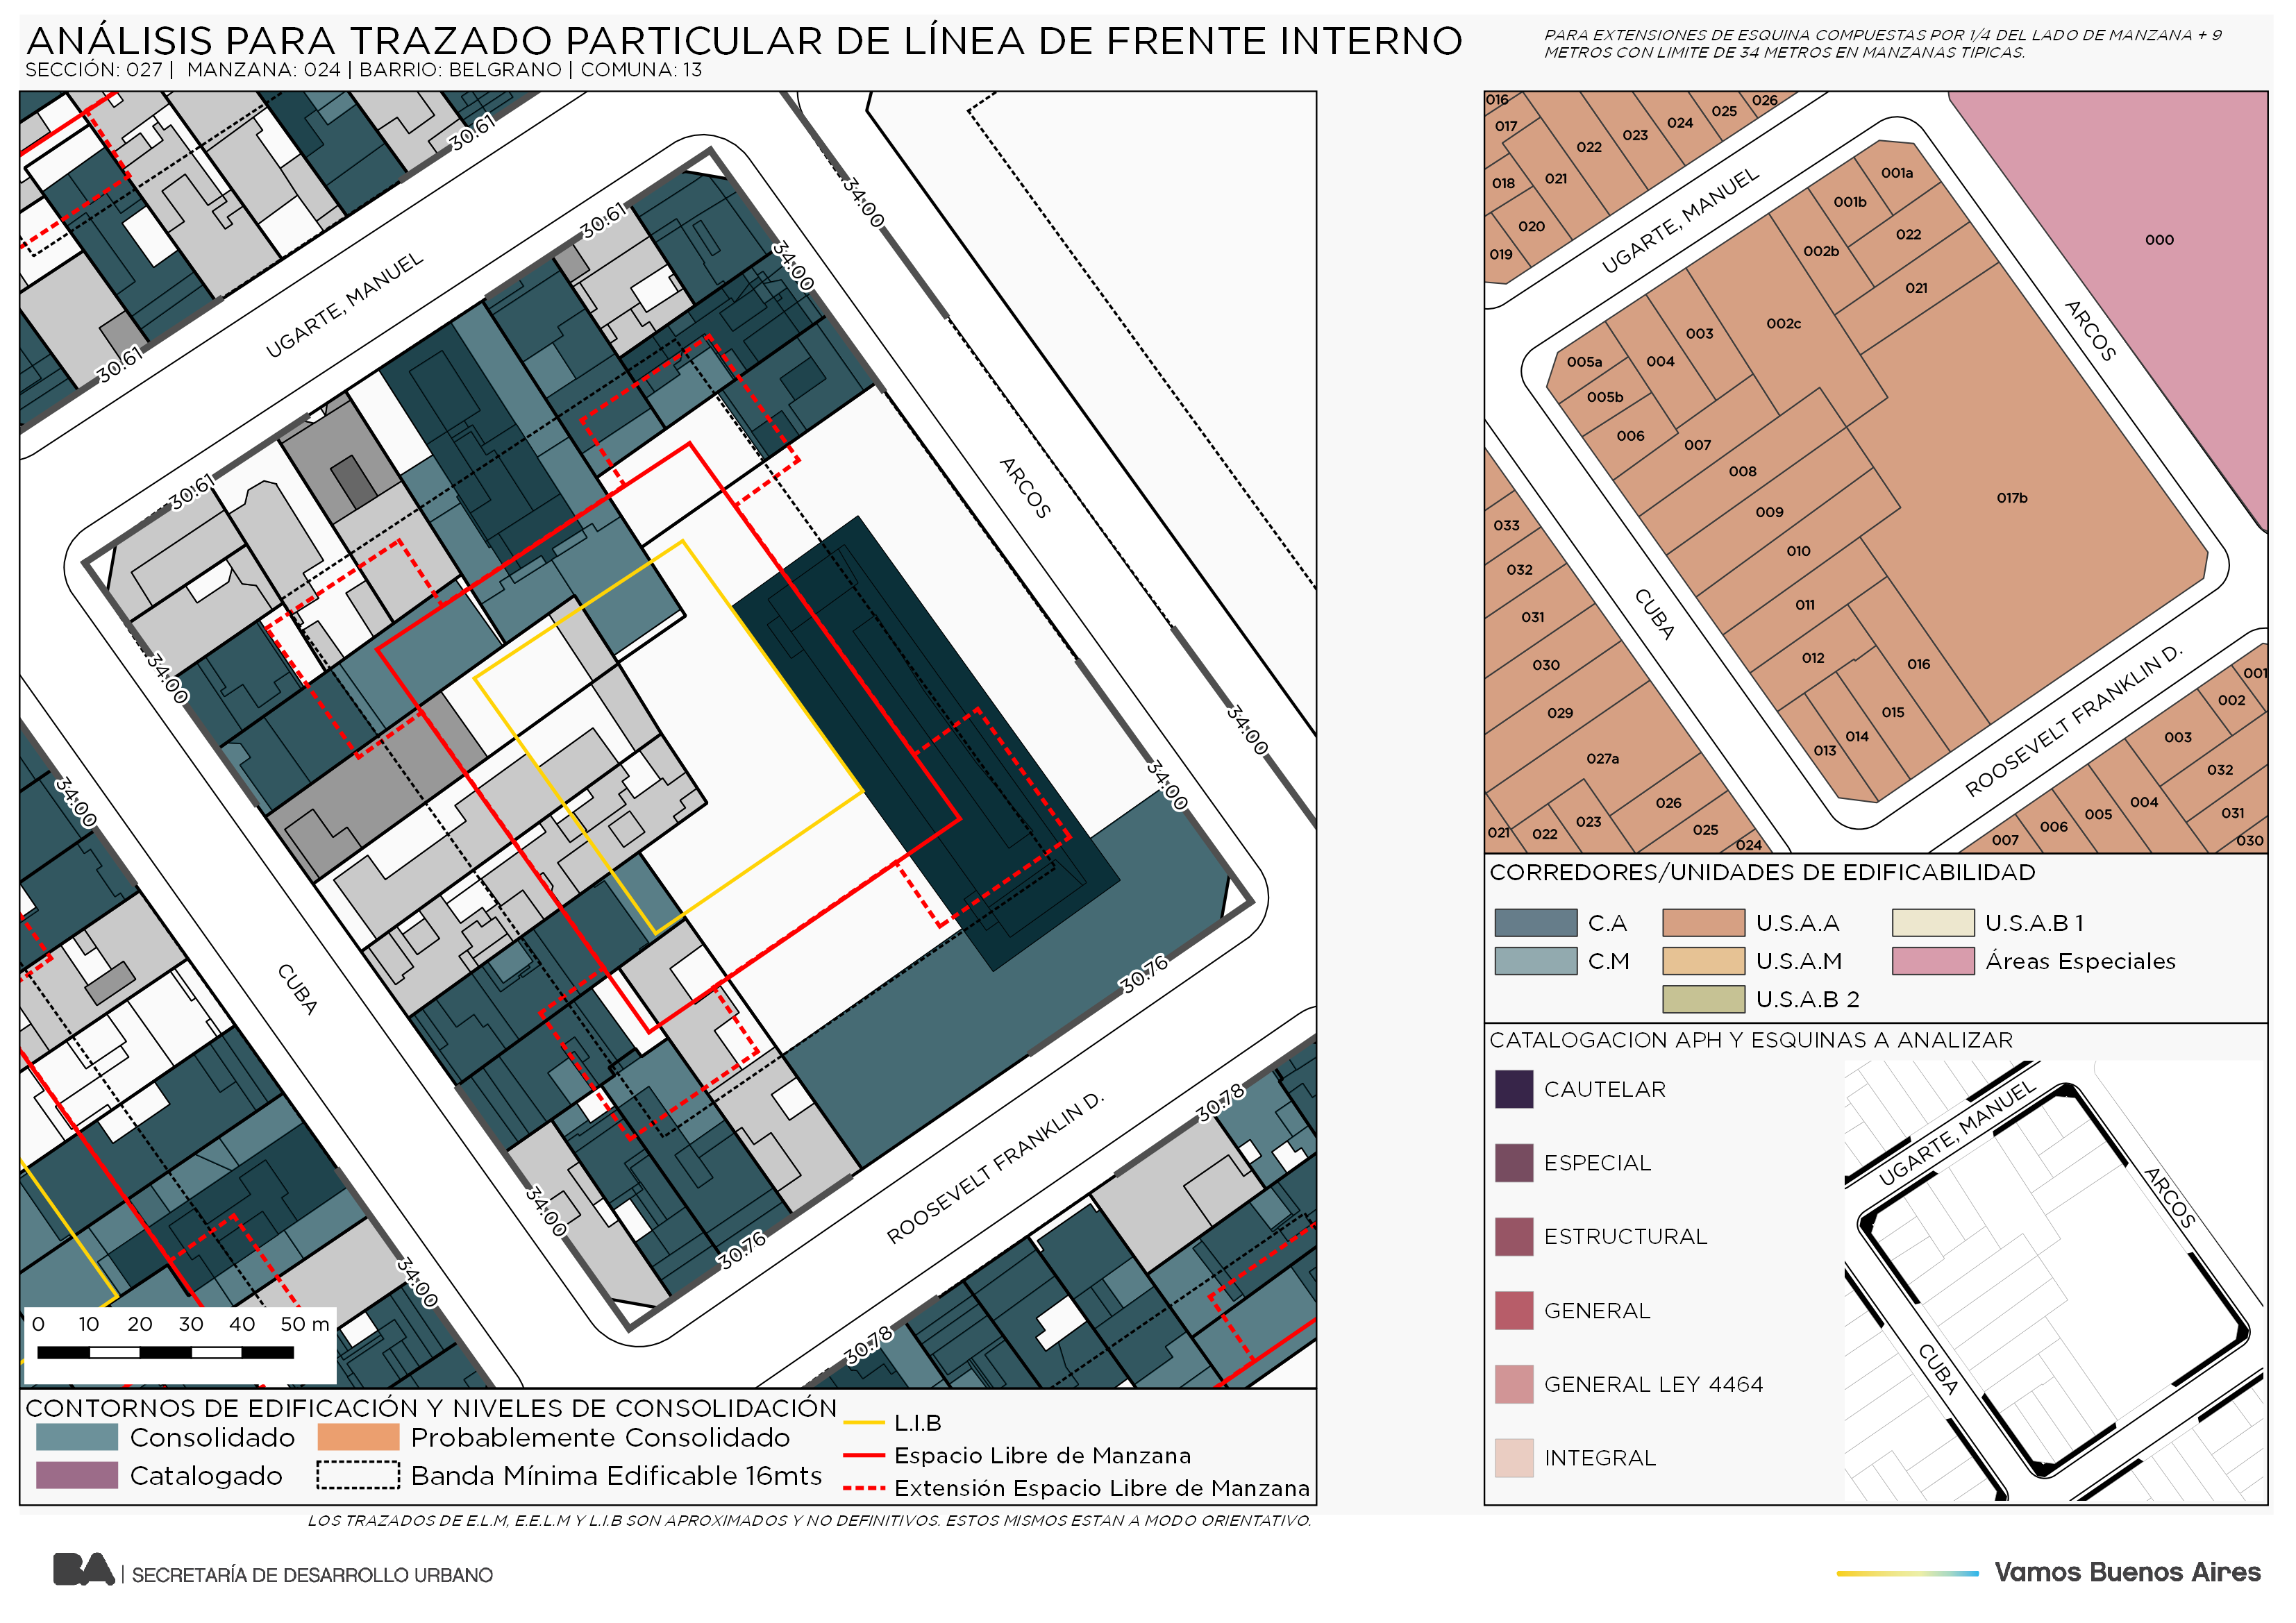 ANÁLISIS PARA TRAZADO PARTICULAR DE LÍNEA DE FRENTE INTERNO
SECCIÓN: 027 | MANZANA: 024 | BARRIO: BELGRANO | COMUNA: 13
PARA EXTENSIONES DE ESQUINA COMPUESTAS POR 1/4 DEL LADO DE MANZANA + 9
METROS CON LIMITE DE 34 METROS EN MANZANAS TIPICAS.
30.61
30.61
30.61
30.61
UGARTE, MANUEL
34.00
34.00
ARCOS
34.00
34.00
34.00
34.00
CUBA
34.00
34.00
30.76
30.76
ROOSEVELT FRANKLIN D.
30.78
30.78
0 10 20 30 40 50 m
CONTORNOS DE EDIFICACIÓN Y NIVELES DE CONSOLIDACIÓN
Consolidado
Probablemente Consolidado
Catalogado
Banda Mínima Edificable 16mts
L.I.B
Espacio Libre de Manzana
Extensión Espacio Libre de Manzana
LOS TRAZADOS DE E.L.M, E.E.L.M Y L.I.B SON APROXIMADOS Y NO DEFINITIVOS. ESTOS MISMOS ESTAN A MODO ORIENTATIVO.
016
017
018
019
020
021
022
023
024
025
026
UGARTE, MANUEL
000
ARCOS
001a
001b
022
002b
021
002c
003
004
005a
005b
006
007
008
009
010
011
012
013
014
015
016
017b
CUBA
ROOSEVELT FRANKLIN D.
033
032
031
030
029
027a
026
025
024
023
022
021
001
002
003
032
004
031
005
006
007
030
CORREDORES/UNIDADES DE EDIFICABILIDAD
C.A
U.S.A.A
U.S.A.B 1
C.M
U.S.A.M
Áreas Especiales
U.S.A.B 2
CATALOGACION APH Y ESQUINAS A ANALIZAR
CAUTELAR
ESPECIAL
ESTRUCTURAL
GENERAL
GENERAL LEY 4464
INTEGRAL
UGARTE, MANUEL
ARCOS
CUBA
BA | SECRETARÍA DE DESARROLLO URBANO
Vamos Buenos Aires